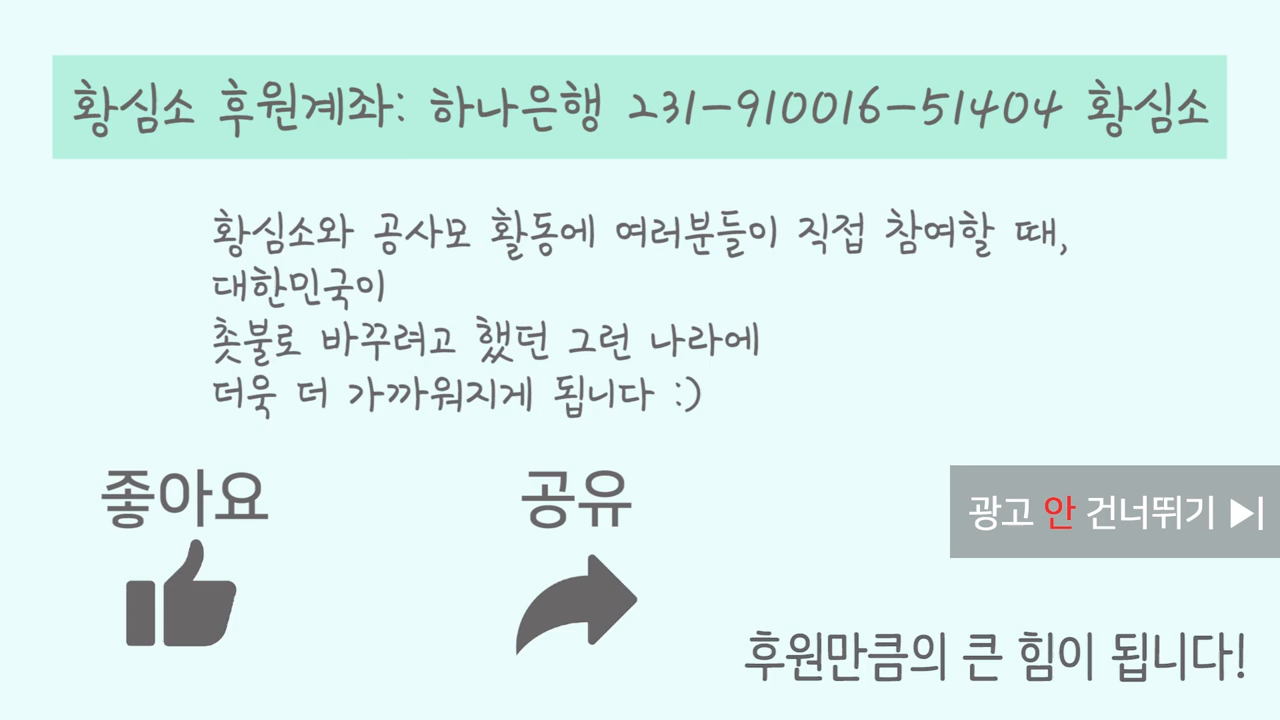 황심소 후원계좌: 하나은행 231-910016-51404 황심소
황심소와 공사모 활동에 여러분들이 직접 참여할 때,
대한민국이
촛불로 바꾸려고 했던 그런 나라에
더욱 더 가까워지게 됩니다 :)
좋아요
공유
광고 안 건너뛰기
후원만큼의 큰 힘이 됩니다!